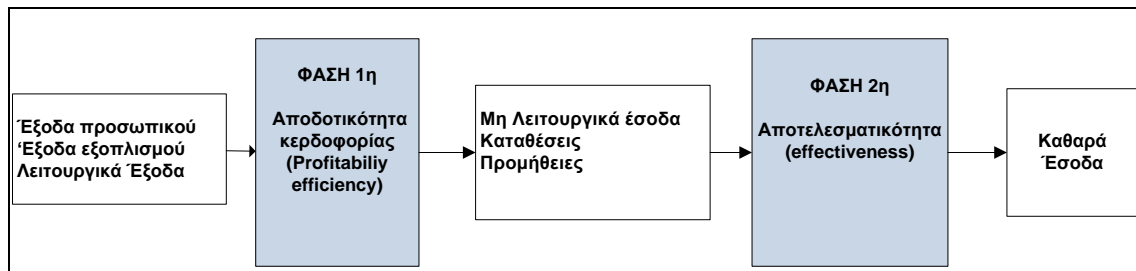 Έξοδα προσωπικού
‘Έξοδα εξοπλισμού
Λειτουργικά Έξοδα
ΦΑΣΗ 1η
Αποδοτικότητα
κερδοφορίας
(Profitabiliy
efficiency)
Μη Λειτουργικά έσοδα
Καταθέσεις
Προμήθειες
ΦΑΣΗ 2η
Αποτελεσματικότητα
(effectiveness)
Καθαρά
Έσοδα